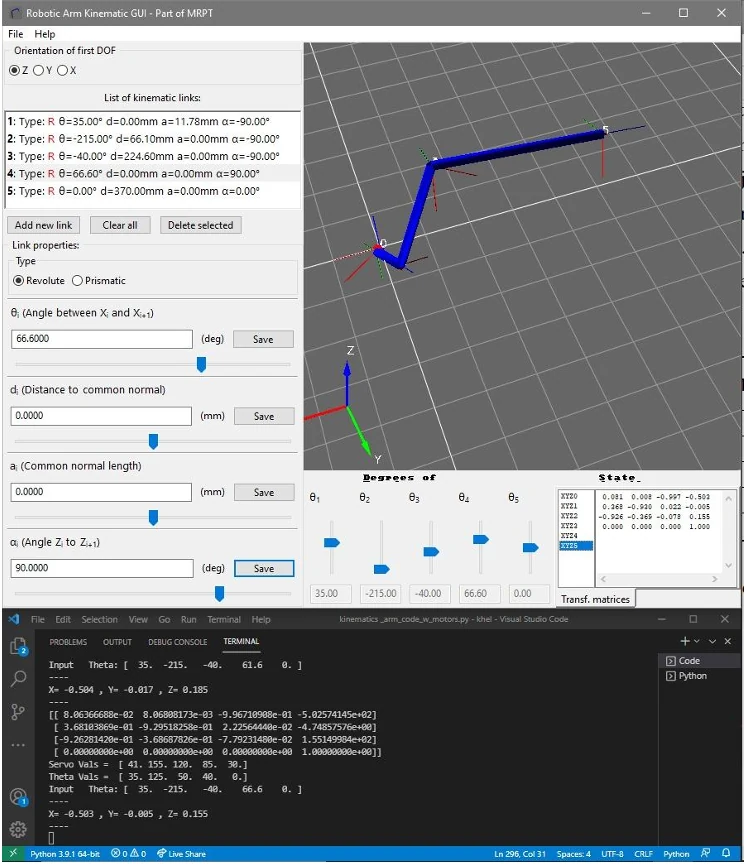 Robotic Arm Kinematic GUI - Part of MRPT
File Help
Orientation of first DOF
Z Y X
List of kinematic links:
1: Type: R θ=35.00° d=0.00mm a=11.78mm α=-90.00°
2: Type: R θ=-215.00° d=66.10mm a=0.00mm α=-90.00°
3: Type: R θ=-40.00° d=224.60mm a=0.00mm α=-90.00°
4: Type: R θ=66.60° d=0.00mm a=0.00mm α=90.00°
5: Type: R θ=0.00° d=370.00mm a=0.00mm α=0.00°
Add new link Clear all Delete selected
Link properties:
Type
Revolute Prismatic
θi (Angle between Xi and Xi+1)
66.6000 (deg) Save
di (Distance to common normal)
0.0000 (mm) Save
ai (Common normal length)
0.0000 (mm) Save
αi (Angle Zi to Zi+1)
90.0000 (deg) Save
0
5
Z
Y
Degrees of
θ1 θ2 θ3 θ4 θ5
35.00 -215.00 -40.00 66.60 0.00
State
XYZ0
XYZ1
XYZ2
XYZ3
XYZ4
XYZ5
0.081 0.008 -0.997 -0.503
0.368 -0.930 0.022 -0.005
-0.926 -0.369 -0.078 0.155
0.000 0.000 0.000 1.000
Transf. matrices
File Edit Selection View Go Run Terminal Help kinematics _arm_code_w_motors.py - khel - Visual Studio Code
PROBLEMS OUTPUT DEBUG CONSOLE TERMINAL
Code
Python
Input Theta: [ 35. -215. -40. 61.6 0. ]
----
X= -0.504 , Y= -0.017 , Z= 0.185
----
[[ 8.06366688e-02 8.06808173e-03 -9.96710908e-01 -5.02574145e+02]
[ 3.68103869e-01 -9.29518258e-01 2.22564440e-02 -4.74857576e+00]
[-9.26281420e-01 -3.68687826e-01 -7.79231480e-02 1.55149984e+02]
[ 0.00000000e+00 0.00000000e+00 0.00000000e+00 1.00000000e+00]]
Servo Vals = [ 41. 155. 120. 85. 30.]
Theta Vals = [ 35. 125. 50. 40. 0.]
Input Theta: [ 35. -215. -40. 66.6 0. ]
----
X= -0.503 , Y= -0.005 , Z= 0.155
----
2
1
Python 3.9.1 64-bit 0 0 Live Share Ln 296, Col 31 Spaces: 4 UTF-8 CRLF Python